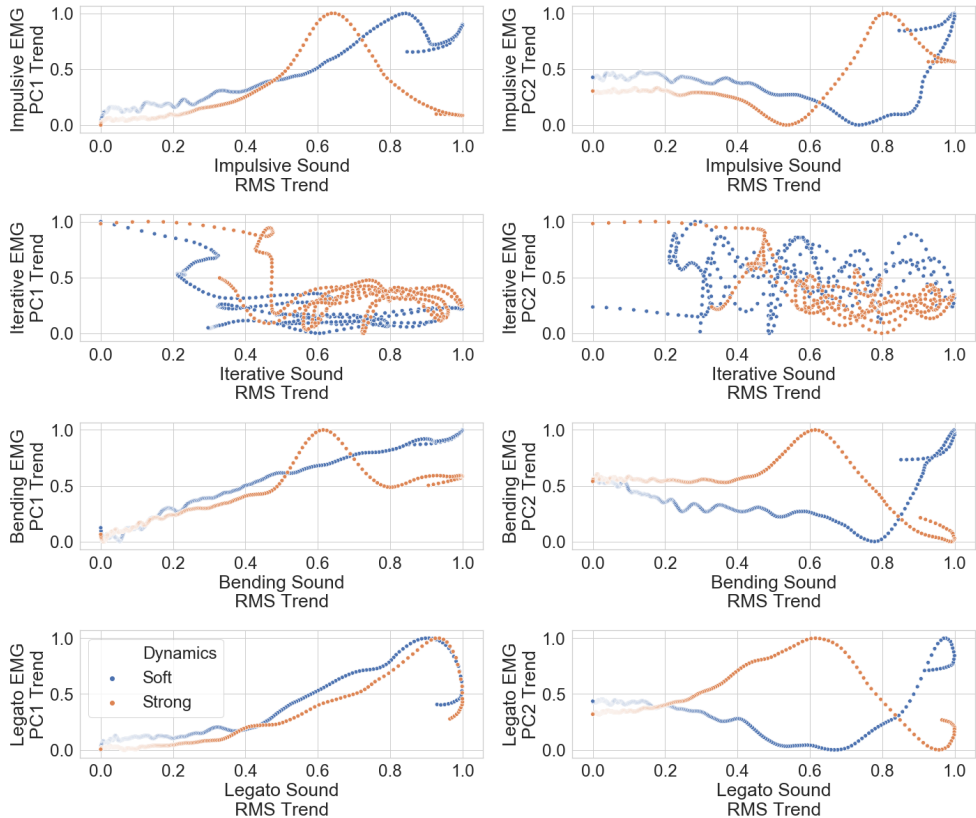 Impulsive EMG
PC1 Trend
1.0
0.5
0.0
0.0 0.2 0.4 0.6 0.8 1.0
Impulsive Sound
RMS Trend
Impulsive EMG
PC2 Trend
1.0
0.5
0.0
0.0 0.2 0.4 0.6 0.8 1.0
Impulsive Sound
RMS Trend
Iterative EMG
PC1 Trend
1.0
0.5
0.0
0.0 0.2 0.4 0.6 0.8 1.0
Iterative Sound
RMS Trend
Iterative EMG
PC2 Trend
1.0
0.5
0.0
0.0 0.2 0.4 0.6 0.8 1.0
Iterative Sound
RMS Trend
Bending EMG
PC1 Trend
1.0
0.5
0.0
0.0 0.2 0.4 0.6 0.8 1.0
Bending Sound
RMS Trend
Bending EMG
PC2 Trend
1.0
0.5
0.0
0.0 0.2 0.4 0.6 0.8 1.0
Bending Sound
RMS Trend
Legato EMG
PC1 Trend
1.0
0.5
0.0
Dynamics
Soft
Strong
0.0 0.2 0.4 0.6 0.8 1.0
Legato Sound
RMS Trend
Legato EMG
PC2 Trend
1.0
0.5
0.0
0.0 0.2 0.4 0.6 0.8 1.0
Legato Sound
RMS Trend